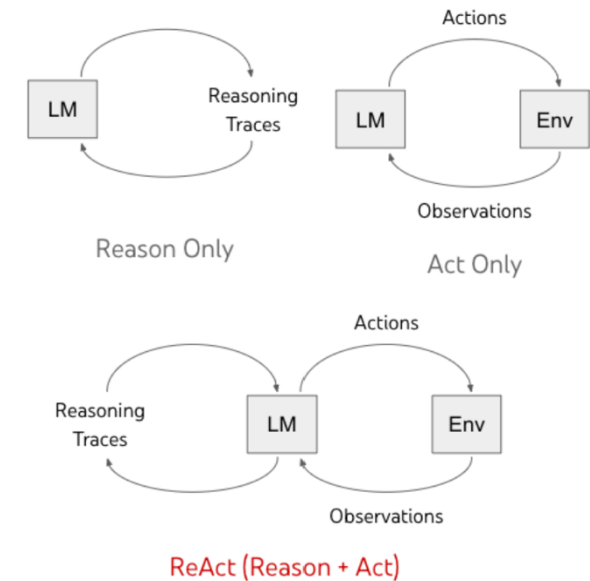 LM
Reasoning
Traces
Reason Only
Actions
LM
Env
Observations
Act Only
Actions
Reasoning
Traces
LM
Env
Observations
ReAct (Reason + Act)